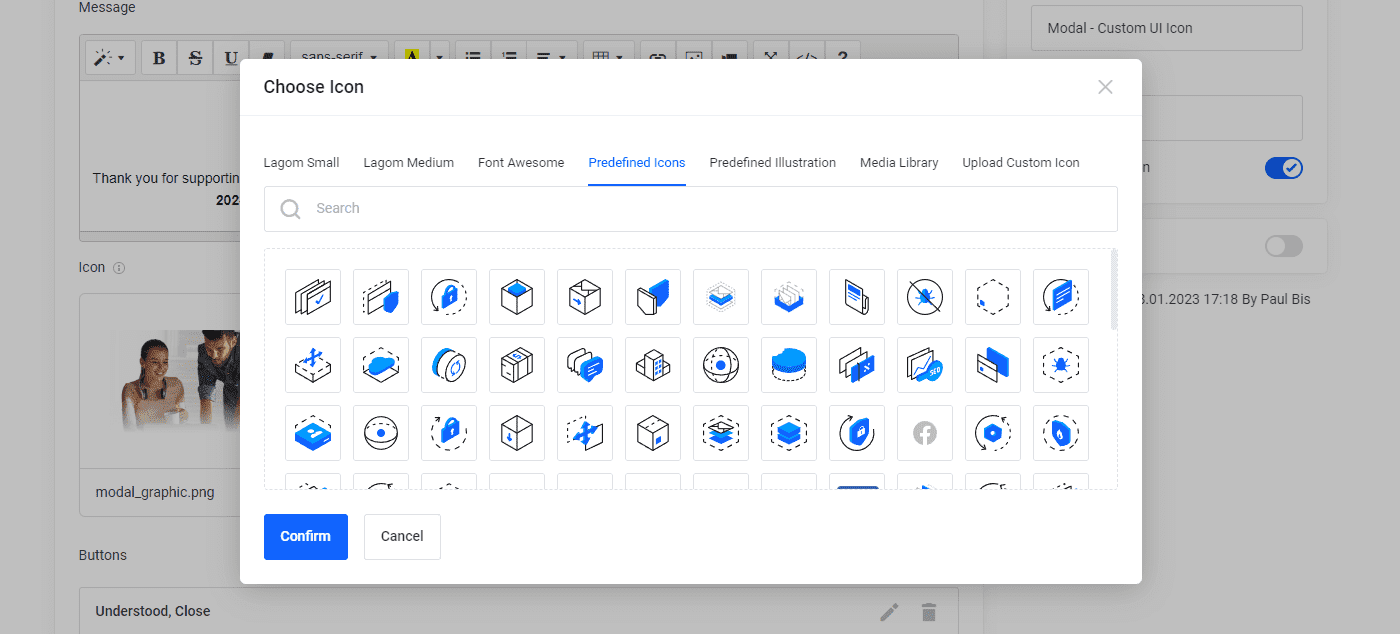 Message
Modal - Custom UI Icon
B S U sans-serif A
Choose Icon
Lagom Small Lagom Medium Font Awesome Predefined Icons Predefined Illustration Media Library Upload Custom Icon
Search
Thank you for supportin
202
Icon
SEO
3.01.2023 17:18 By Paul Bis
modal_graphic.png
Confirm Cancel
Buttons
Understood, Close